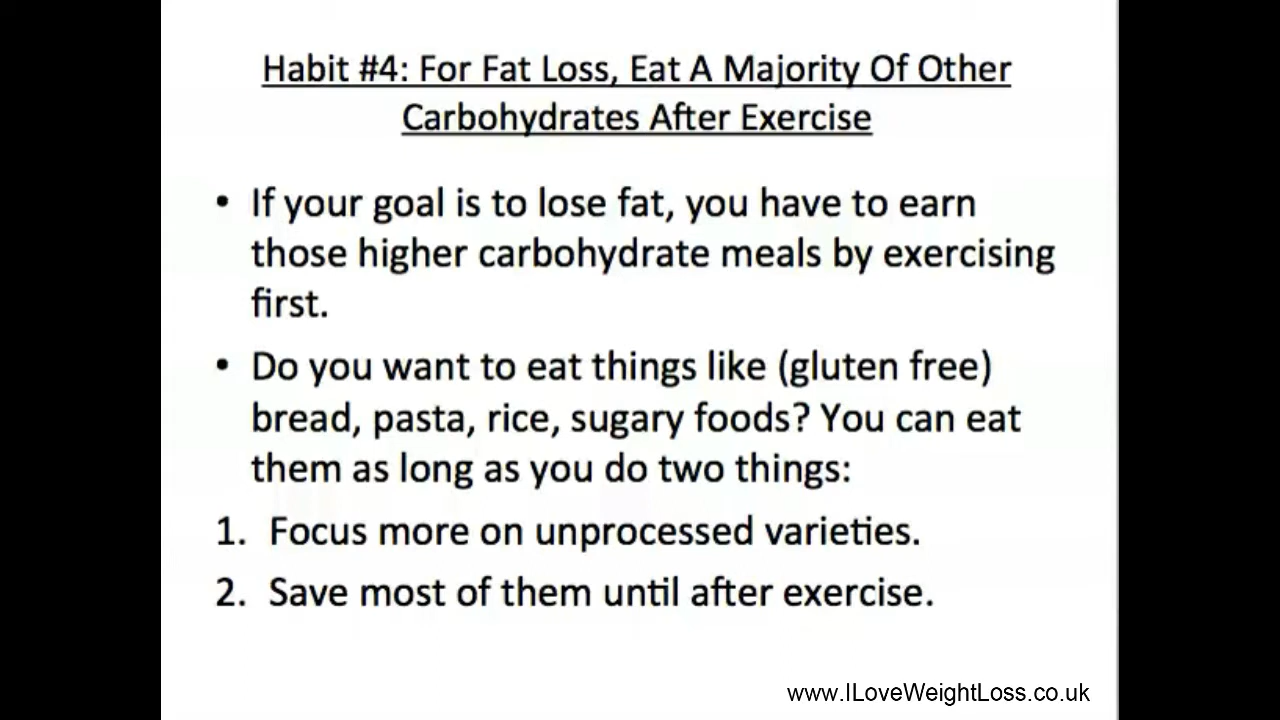 Habit #4: For Fat Loss, Eat A Majority Of Other
Carbohydrates After Exercise
• If your goal is to lose fat, you have to earn
those higher carbohydrate meals by exercising
first.
• Do you want to eat things like (gluten free)
bread, pasta, rice, sugary foods? You can eat
them as long as you do two things:
1. Focus more on unprocessed varieties.
2. Save most of them until after exercise.
www.ILoveWeightLoss.co.uk